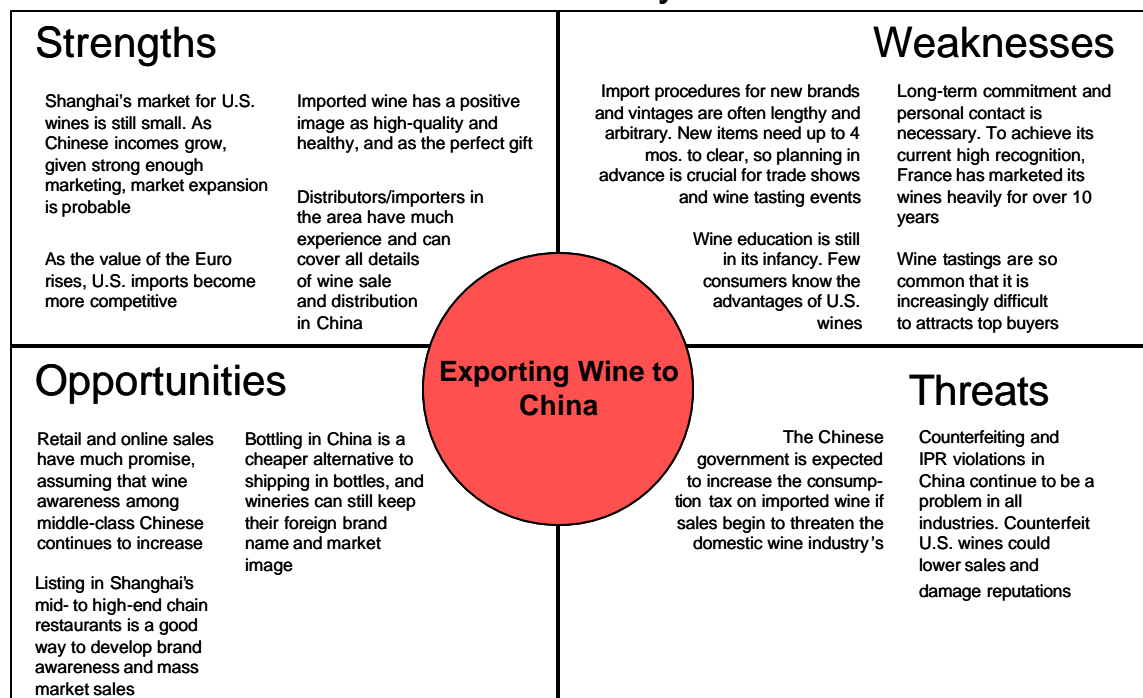 Strengths
Shanghai's market for U.S.
wines is still small. As
Chinese incomes grow,
given strong enough
marketing, market expansion
is probable
As the value of the Euro
rises, U.S. imports become
more competitive
Imported wine has a positive
image as high-quality and
healthy, and as the perfect gift
Distributors/importers in
the area have much
experience and can
cover all details
of wine sale
and distribution
in China
Weaknesses
Import procedures for new brands
and vintages are often lengthy and
arbitrary. New items need up to 4
mos. to clear, so planning in
advance is crucial for trade shows
and wine tasting events
Wine education is still
in its infancy. Few
consumers know the
advantages of U.S.
wines
Long-term commitment and
personal contact is
necessary. To achieve its
current high recognition,
France has marketed its
wines heavily for over 10
years
Wine tastings are so
common that it is
increasingly difficult
to attracts top buyers
Exporting Wine to
China
Opportunities
Retail and online sales
have much promise,
assuming that wine
awareness among
middle-class Chinese
continues to increase
Listing in Shanghai's
mid- to high-end chain
restaurants is a good
way to develop brand
awareness and mass
market sales
Bottling in China is a
cheaper alternative to
shipping in bottles, and
wineries can still keep
their foreign brand
name and market
image
Threats
The Chinese
government is expected
to increase the consump-
tion tax on imported wine if
sales begin to threaten the
domestic wine industry's
Counterfeiting and
IPR violations in
China continue to be a
problem in all
industries. Counterfeit
U.S. wines could
lower sales and
damage reputations